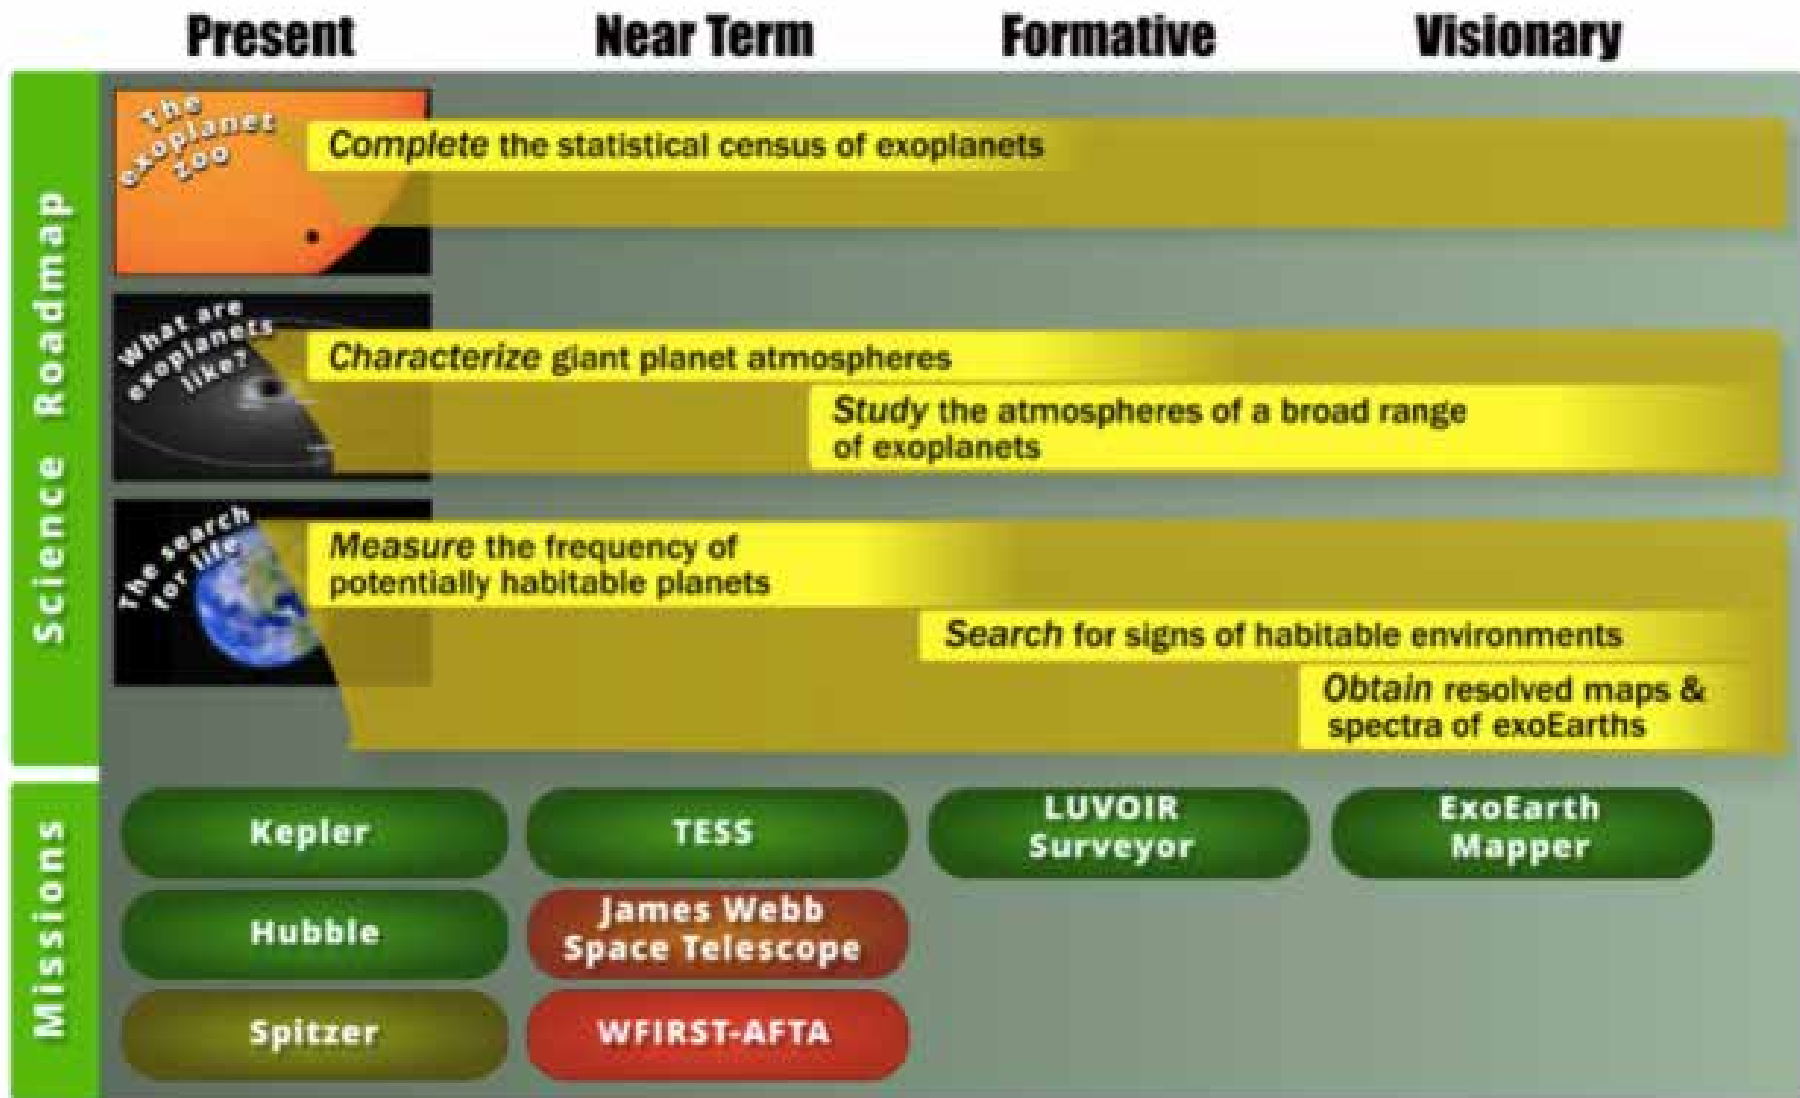 Present
Near Term
Formative
Visionary
Science Roadmap
The
exoplanet
zoo
Complete the statistical census of exoplanets
What are
exoplanets
like?
Characterize giant planet atmospheres
Study the atmospheres of a broad range
of exoplanets
The search
for life
Measure the frequency of
potentially habitable planets
Search for signs of habitable environments
Obtain resolved maps &
spectra of exoEarths
Missions
Kepler
TESS
LUVOIR
Surveyor
ExoEarth
Mapper
Hubble
James Webb
Space Telescope
Spitzer
WFIRST-AFTA